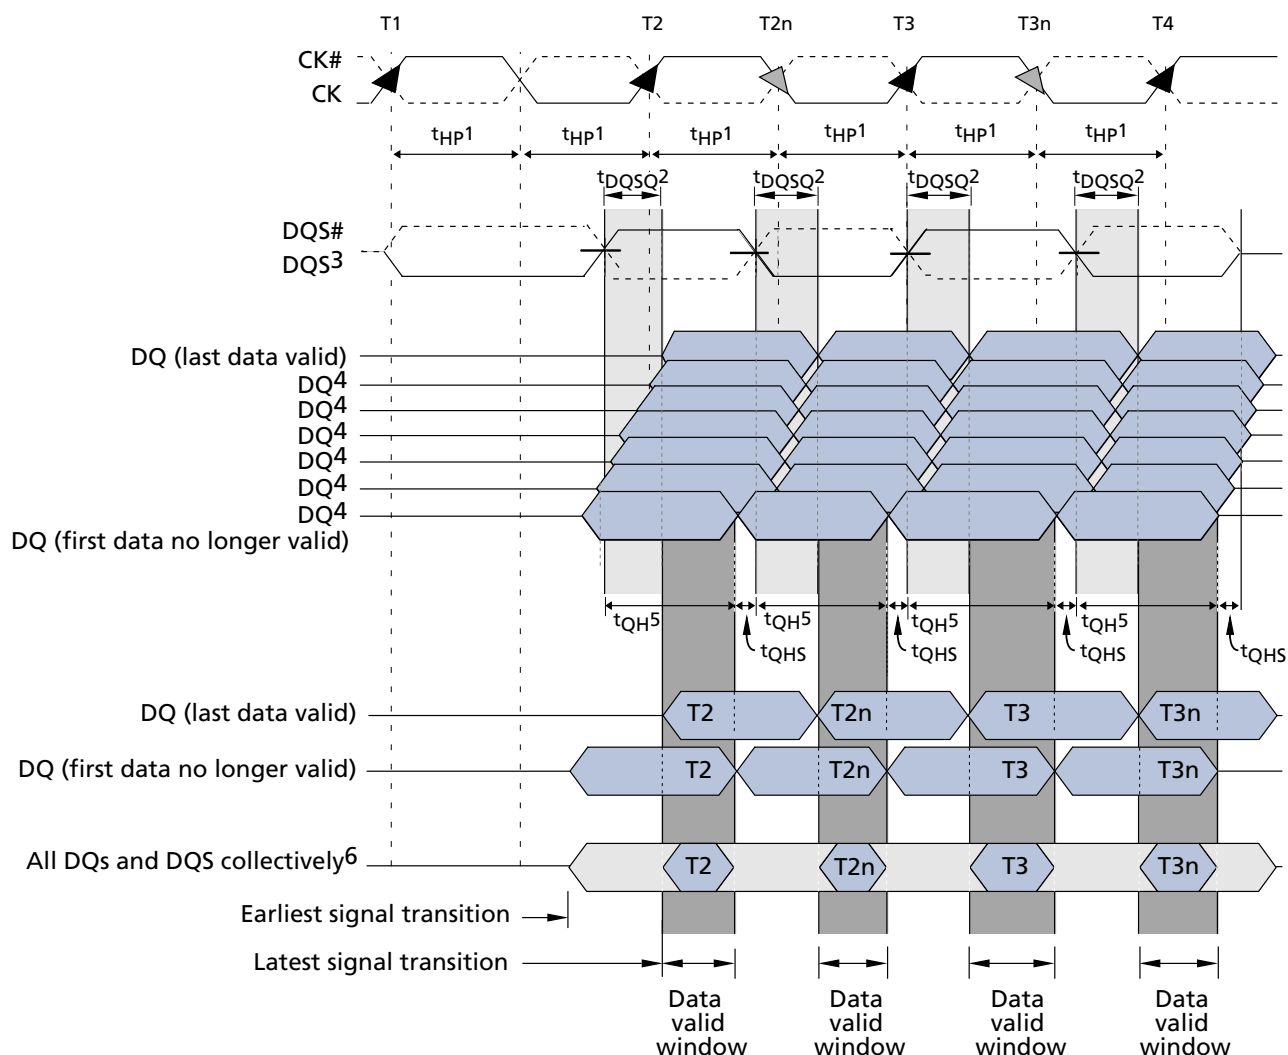 T1 T2 T2n T3 T3n T4
CK#
CK
tHP1 tHP1 tHP1 tHP1 tHP1 tHP1
tDQSQ2 tDQSQ2 tDQSQ2 tDQSQ2
DQS#
DQS3
DQ (last data valid)
DQ4
DQ4
DQ4
DQ4
DQ4
DQ4
DQ (first data no longer valid)
tQH5 tQH5 tQH5 tQH5
tQHS tQHS tQHS tQHS
DQ (last data valid) T2 T2n T3 T3n
DQ (first data no longer valid) T2 T2n T3 T3n
All DQs and DQS collectively6 T2 T2n T3 T3n
Earliest signal transition
Latest signal transition
Data Data Data Data
valid valid valid valid
window window window window